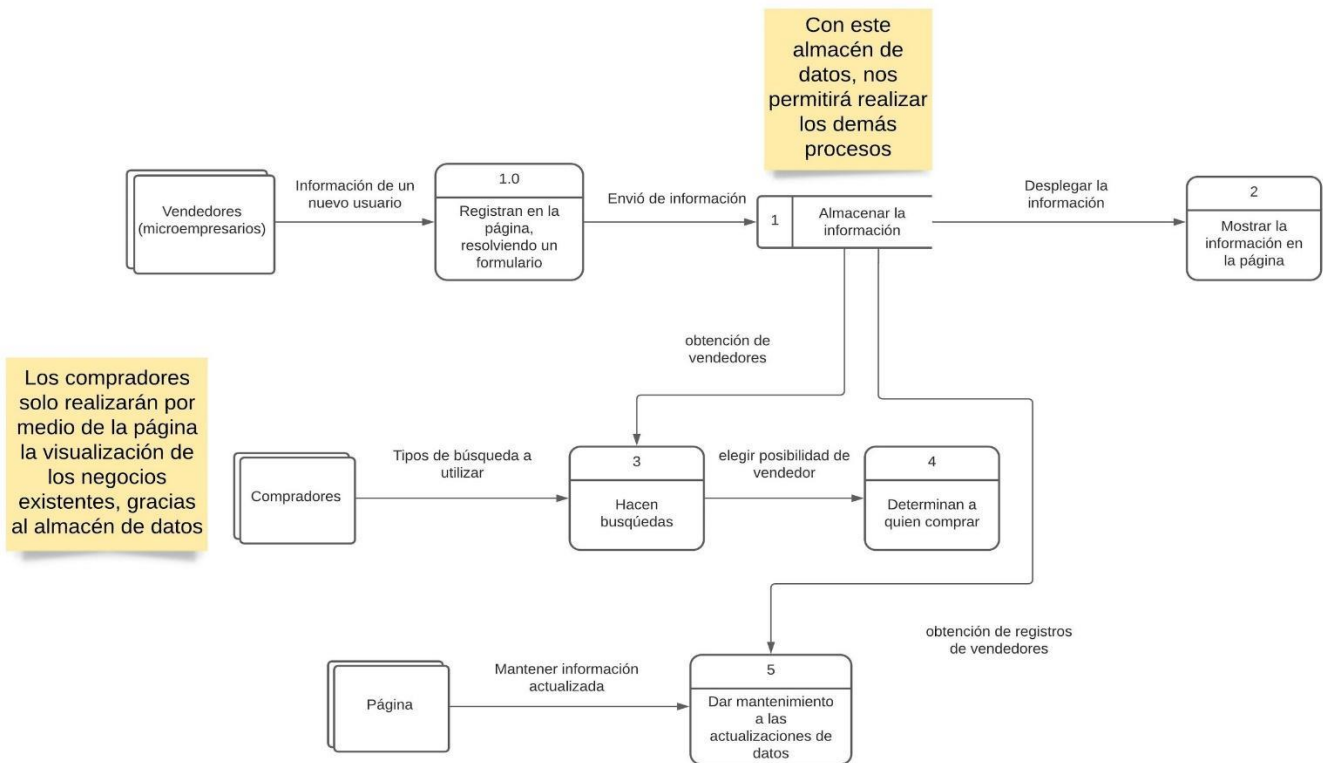 Con este
almacén de
datos, nos
permitirá realizar
los demás
procesos
Vendedores
(microempresarios)
Información de un
nuevo usuario
1.0
Registran en la
página,
resolviendo un
formulario
Envió de información
1
Almacenar la
información
Desplegar la
información
2
Mostrar la
información en
la página
obtención de
vendedores
Los compradores
solo realizarán por
medio de la página
la visualización de
los negocios
existentes, gracias
al almacén de datos
Compradores
Tipos de búsqueda a
utilizar
3
Hacen
busqúedas
elegir posibilidad de
vendedor
4
Determinan a
quien comprar
obtención de registros
de vendedores
Página
Mantener información
actualizada
5
Dar mantenimiento
a las
actualizaciones de
datos